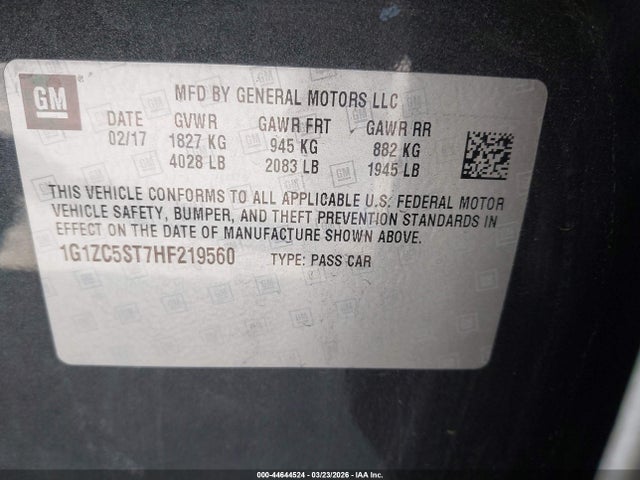 GM
MFD BY GENERAL MOTORS LLC
DATE GVWR GAWR FRT GAWR RR
02/17 1827 KG 945 KG 882 KG
4028 LB 2083 LB 1945 LB
THIS VEHICLE CONFORMS TO ALL APPLICABLE U.S. FEDERAL MOTOR
VEHICLE SAFETY, BUMPER, AND THEFT PREVENTION STANDARDS IN
EFFECT ON THE DATE OF MANUFACTURE SHOWN ABOVE.
1G1ZC5ST7HF219560 TYPE: PASS CAR
000-44644524 - 03/23/2026 - IAA Inc.